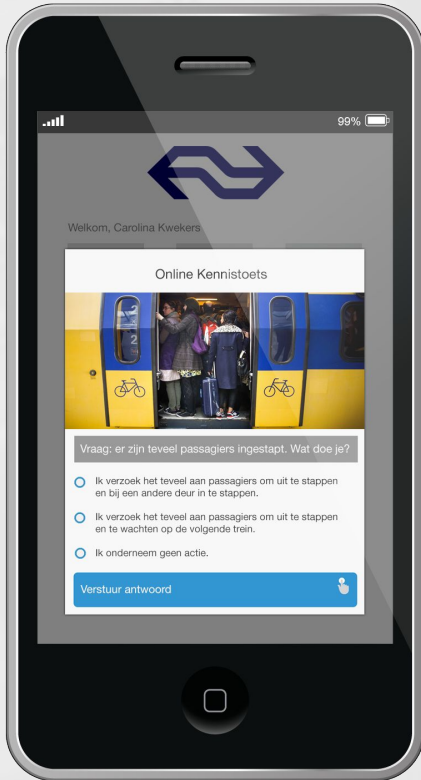 99%
Welkom, Carolina Kwekers
Online Kennistoets
2
2
Vraag: er zijn teveel passagiers ingestapt. Wat doe je?
Ik verzoek het teveel aan passagiers om uit te stappen
en bij een andere deur in te stappen.
Ik verzoek het teveel aan passagiers om uit te stappen
en te wachten op de volgende trein.
Ik onderneem geen actie.
Verstuur antwoord